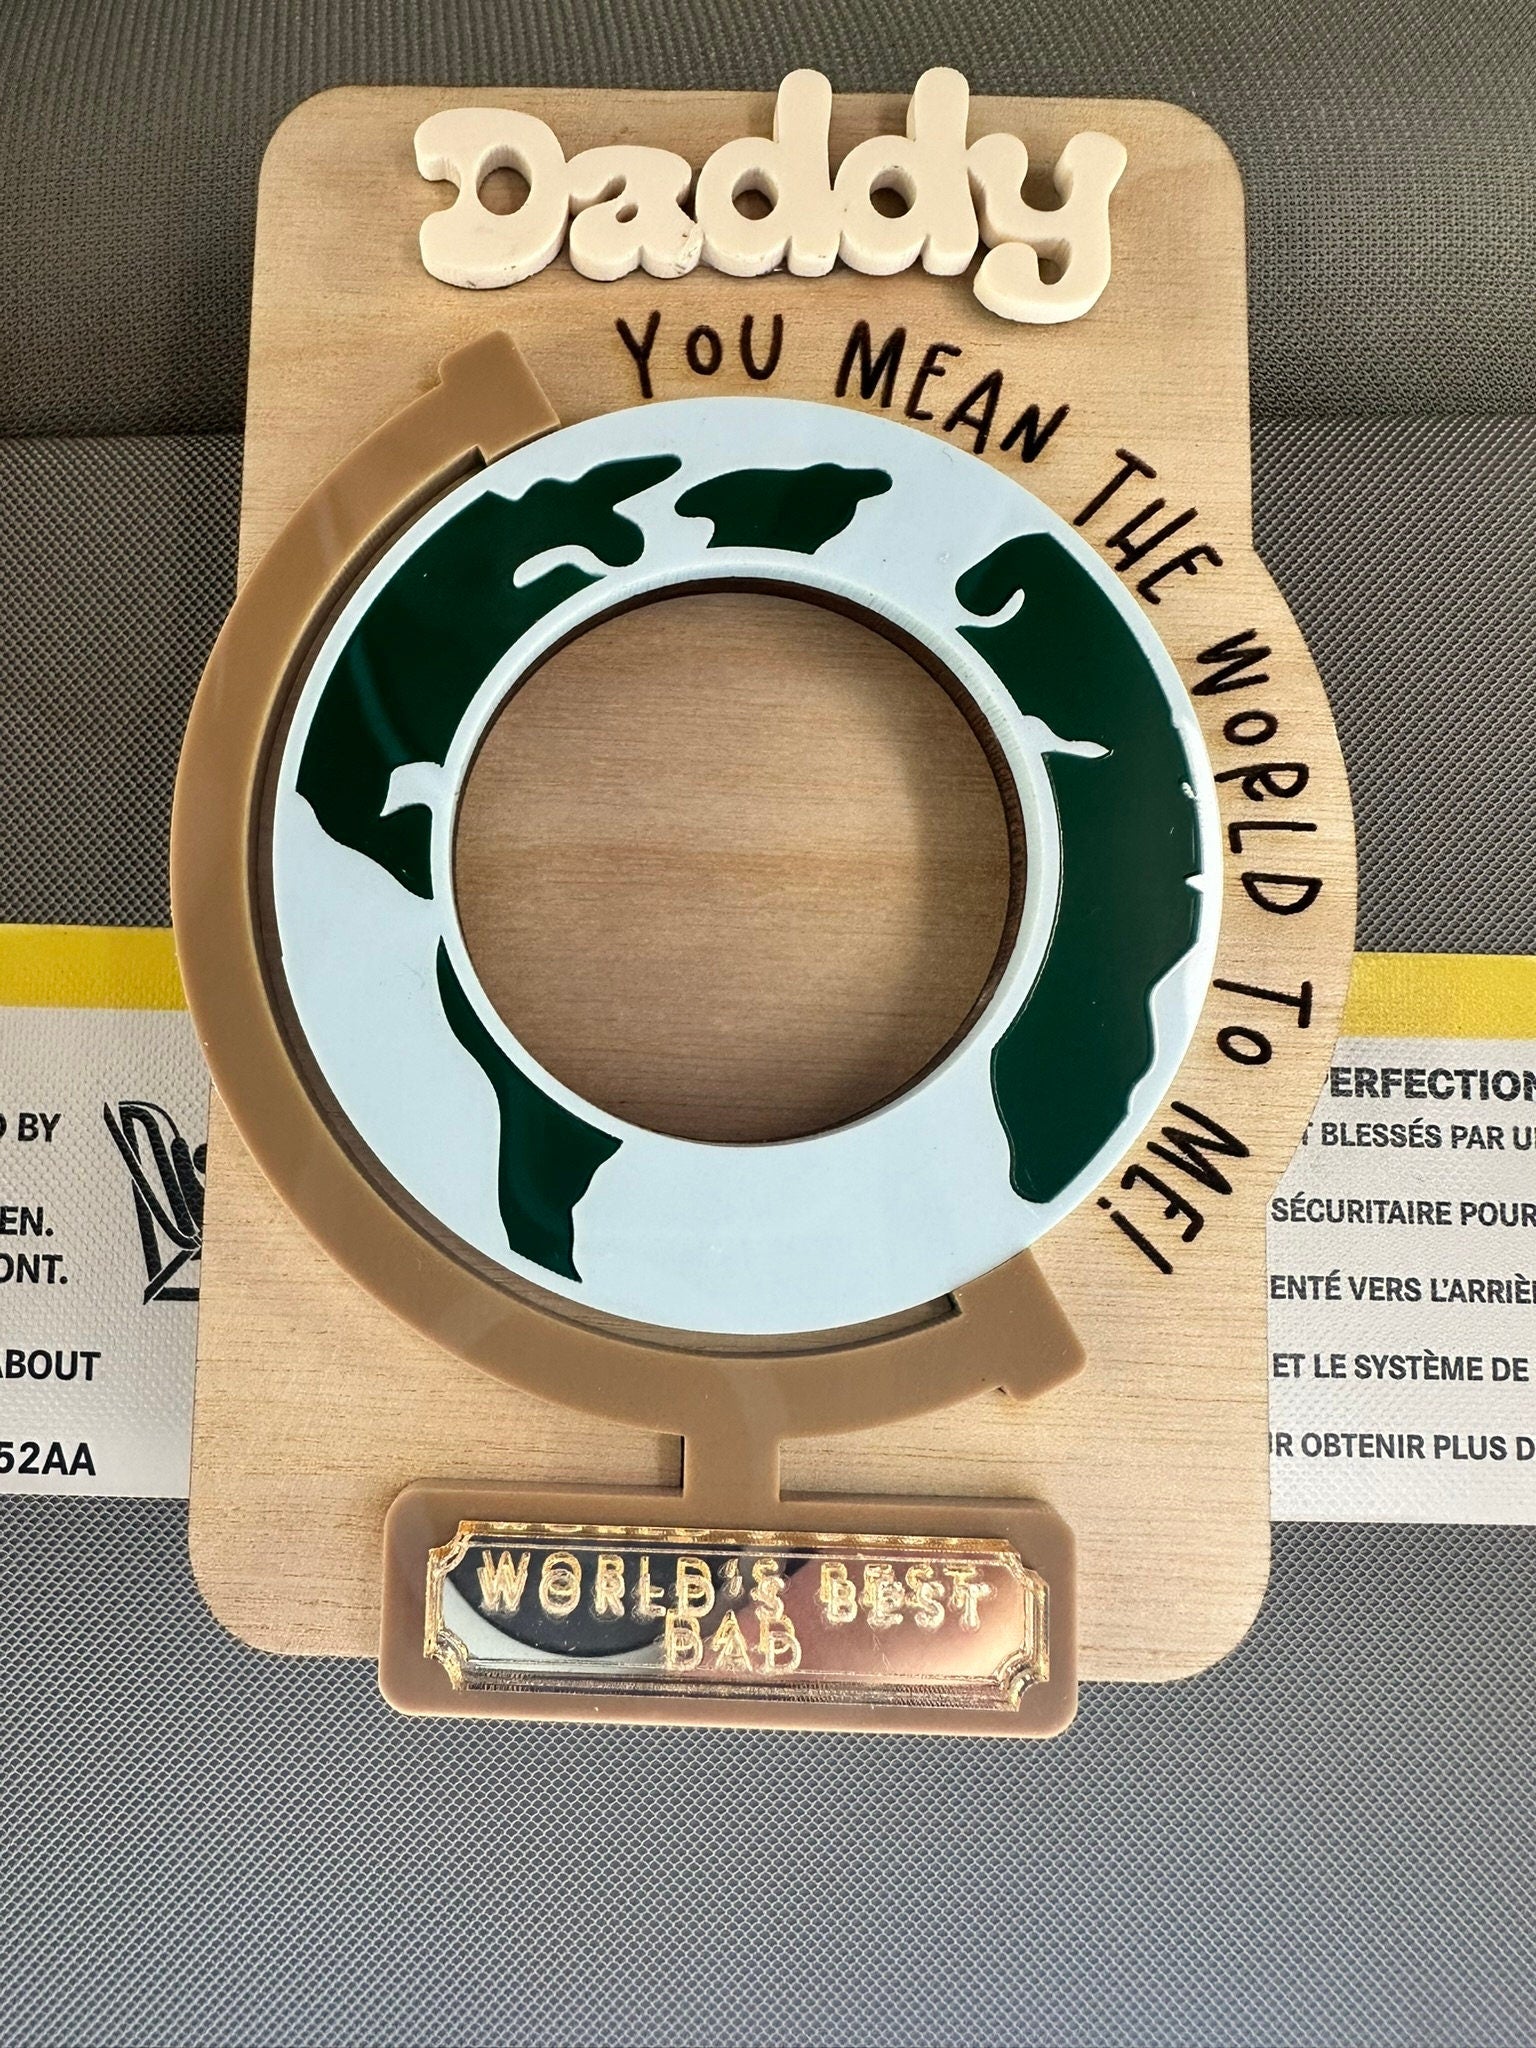 Daddy
YOU MEAN THE WORLD TO ME!
BY
EN.
ONT.
ABOUT
52AA
PERFECTION
T BLESSÉS PAR
SÉCURITAIRE POUR
ENTÉ VERS L'ARRIÈ
ET LE SYSTÈME DE
R OBTENIR PLUS D
WORLD'S BEST
DAD